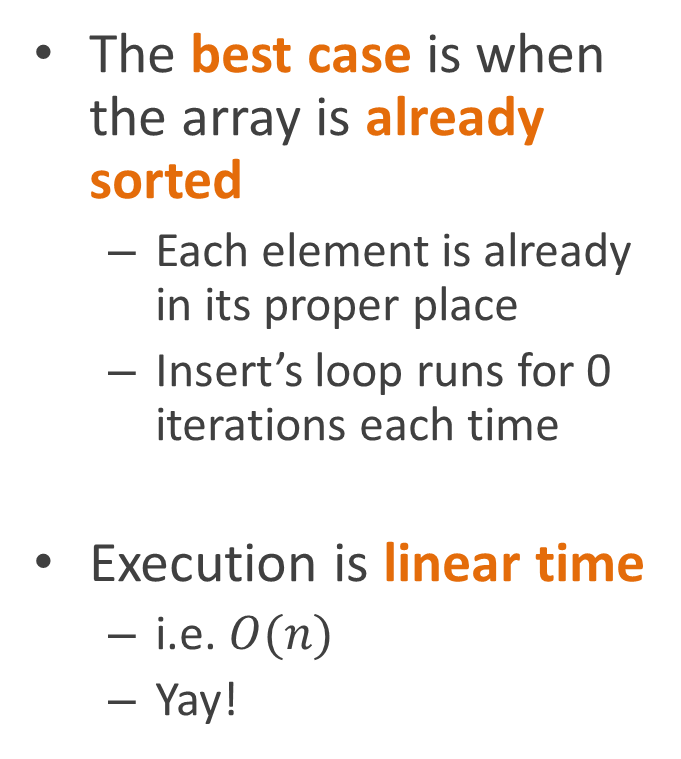 • The best case is when
the array is already
sorted
– Each element is already
in its proper place
– Insert’s loop runs for 0
iterations each time
• Execution is linear time
– i.e. 𝑂(𝑛)
– Yay!